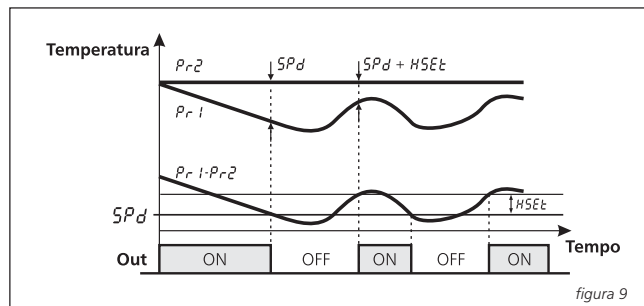 Temperatura
Pr2
SPd
SPd + HSEt
Pr1
Pr1-Pr2
HSEt
SPd
Tempo
Out ON OFF ON OFF ON
figura 9